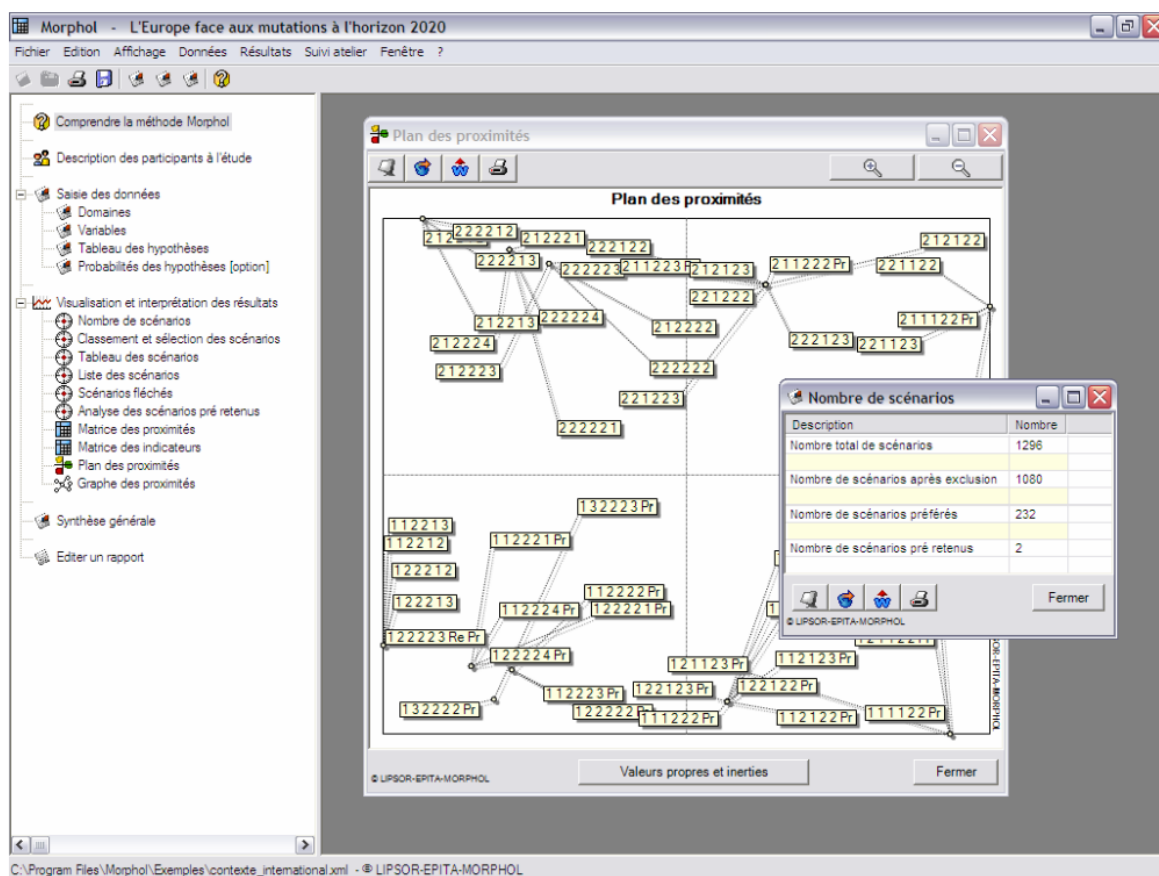 Morphol - L'Europe face aux mutations à l'horizon 2020
Fichier Edition Affichage Données Résultats Suivi atelier Fenêtre ?
Comprendre la méthode Morphol
Description des participants à l'étude
Saisie des données
Domaines
Variables
Tableau des hypothèses
Probabilités des hypothèses [option]
Visualisation et interprétation des résultats
Nombre de scénarios
Classement et sélection des scénarios
Tableau des scénarios
Liste des scénarios
Scénarios fléchés
Analyse des scénarios pré retenus
Matrice des proximités
Matrice des indicateurs
Plan des proximités
Graphe des proximités
Synthèse générale
Editer un rapport
Plan des proximités
Plan des proximités
222212
212221
222122
212122
222213
222223
211223
212123
211222 Pr
221122
221222
211122 Pr
212213
222224
212222
222123
221123
212224
212223
222222
221223
222221
132223 Pr
112213
112212
112221 Pr
122212
122213
112222 Pr
112224 Pr
122221 Pr
122223 Re Pr
122224 Pr
121123 Pr
112123 Pr
112223 Pr
122123 Pr
122122 Pr
132222 Pr
122222
111222 Pr
112122 Pr
111122 Pr
© LIPSOR-EPITA-MORPHOL
Valeurs propres et inerties
Fermer
Nombre de scénarios
Description Nombre
Nombre total de scénarios 1296
Nombre de scénarios après exclusion 1080
Nombre de scénarios préférés 232
Nombre de scénarios pré retenus 2
Fermer
© LIPSOR-EPITA-MORPHOL
C:\Program Files\Morphol\Exemples\contexte_international.xml - © LIPSOR-EPITA-MORPHOL